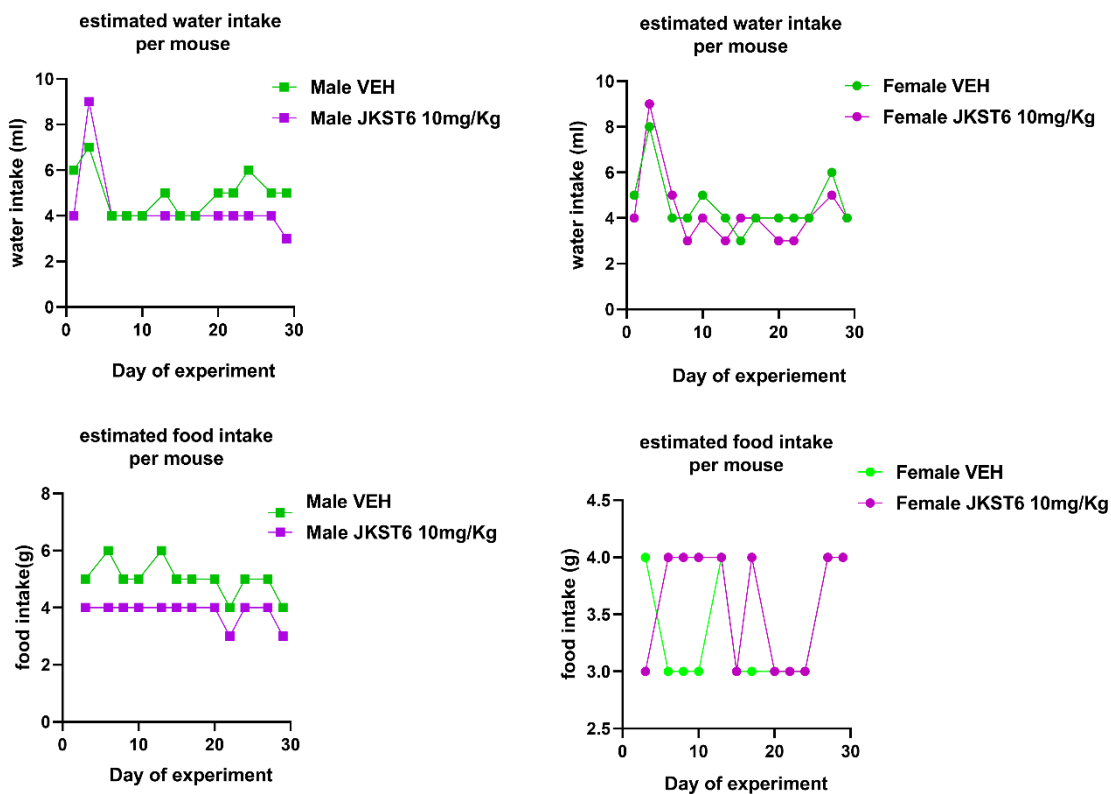 estimated water intake
per mouse
Male VEH
Male JKST6 10mg/Kg
10
8
6
4
2
0
water intake (ml)
0 10 20 30
Day of experiment
estimated water intake
per mouse
Female VEH
Female JKST6 10mg/Kg
10
8
6
4
2
0
water intake (ml)
0 10 20 30
Day of experiement
estimated food intake
per mouse
Male VEH
Male JKST6 10mg/Kg
8
6
4
2
0
food intake(g)
0 10 20 30
Day of experiment
estimated food intake
per mouse
Female VEH
Female JKST6 10mg/Kg
4.5
4.0
3.5
3.0
2.5
food intake (g)
0 10 20 30
Day of experiment